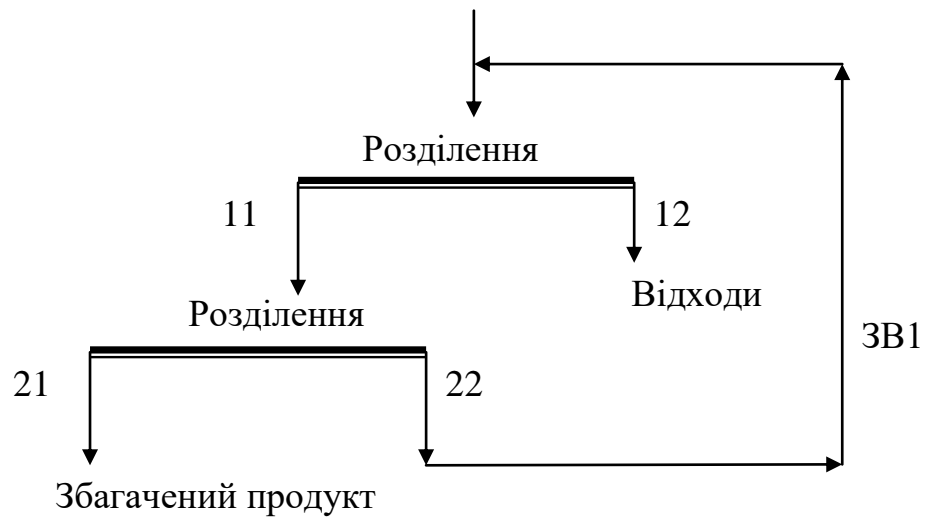 Розділення
11
12
Відходи
Розділення
ЗВ1
21
22
Збагачений продукт